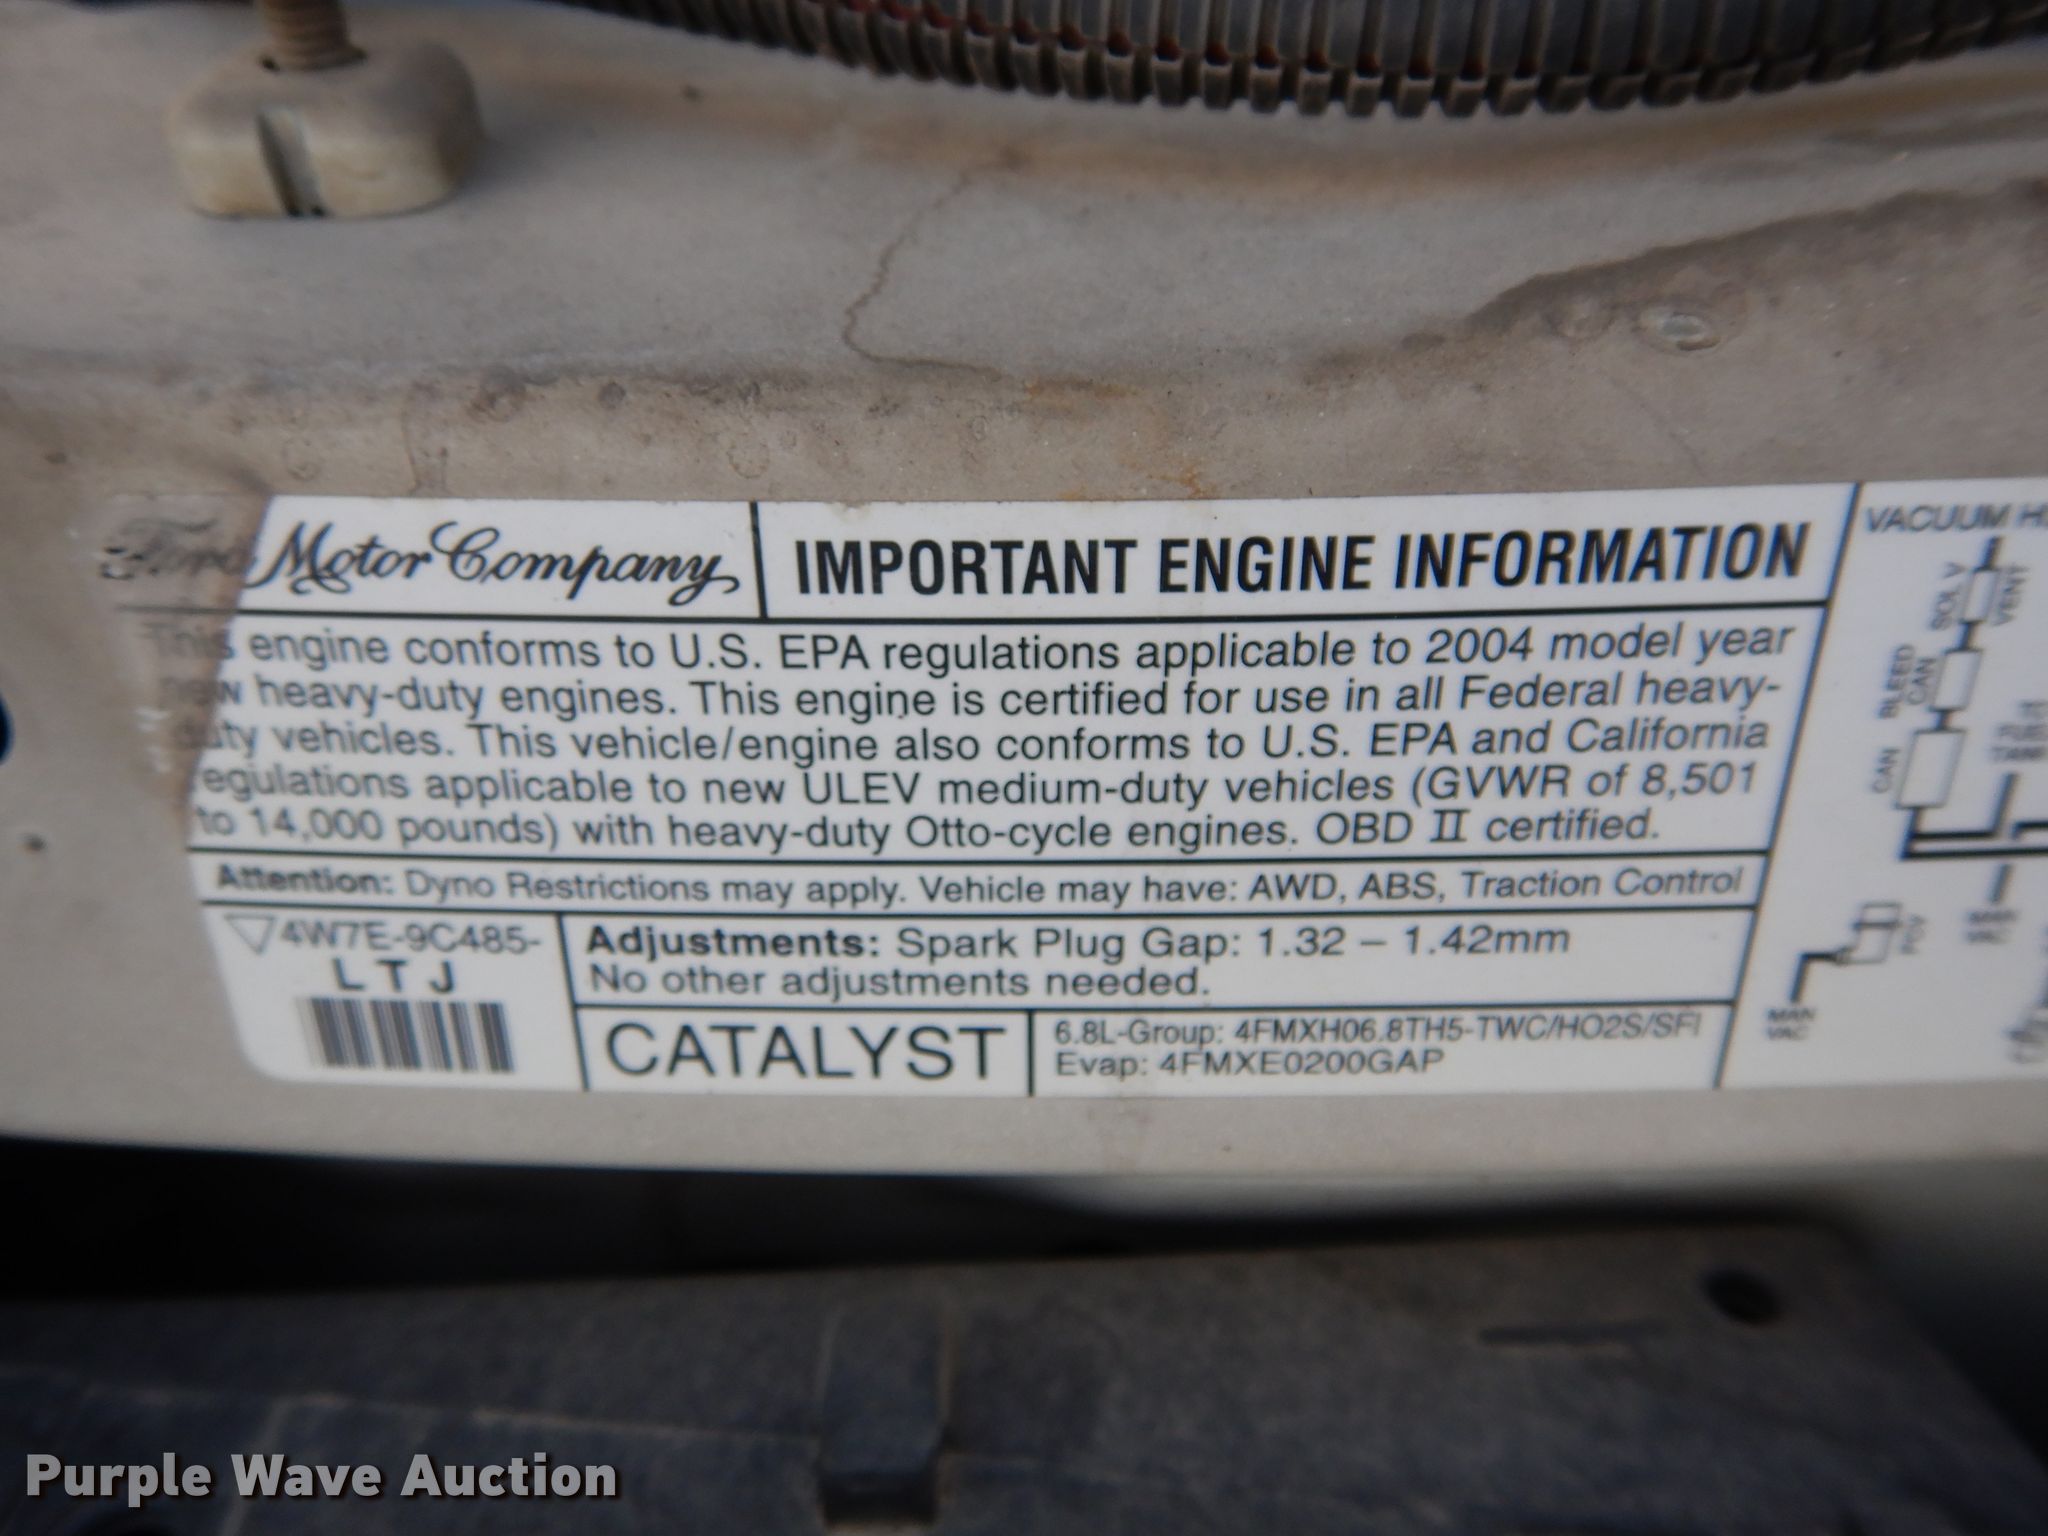 Ford Motor Company
IMPORTANT ENGINE INFORMATION
This engine conforms to U.S. EPA regulations applicable to 2004 model year
new heavy-duty engines. This engine is certified for use in all Federal heavy-
duty vehicles. This vehicle/engine also conforms to U.S. EPA and California
regulations applicable to new ULEV medium-duty vehicles (GVWR of 8,501
to 14,000 pounds) with heavy-duty Otto-cycle engines. OBD II certified.
Attention: Dyno Restrictions may apply. Vehicle may have: AWD, ABS, Traction Control
4W7E-9C485-
LTJ
Adjustments: Spark Plug Gap: 1.32 – 1.42mm
No other adjustments needed.
CATALYST
6.8L-Group: 4FMXH06.8TH5-TWC/HO2S/SFI
Evap: 4FMXE0200GAP
VACUUM
SOL V
VENT
BLEED
CAN
CAN
PCV
MAN
VAC
Purple Wave Auction